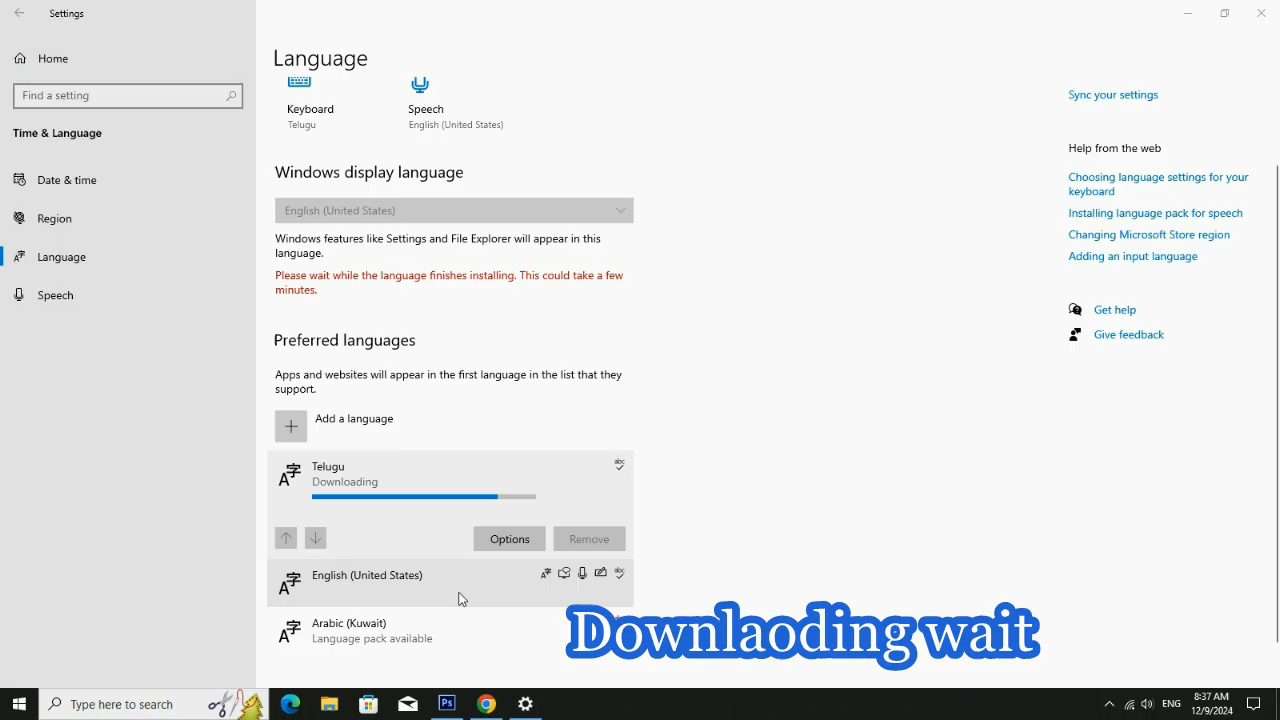 Settings
Home
Find a setting
Time & Language
Date & time
Region
Language
Speech
Language
Keyboard
Telugu
Speech
English (United States)
Windows display language
English (United States)
Windows features like Settings and File Explorer will appear in this
language.
Please wait while the language finishes installing. This could take a few
minutes.
Preferred languages
Apps and websites will appear in the first language in the list that they
support.
Add a language
Telugu
Downloading
Options
Remove
English (United States)
Arabic (Kuwait)
Language pack available
Sync your settings
Help from the web
Choosing language settings for your
keyboard
Installing language pack for speech
Changing Microsoft Store region
Adding an input language
Get help
Give feedback
Downlaoding wait
Type here to search
Ps
ENG
8:37 AM
12/9/2024